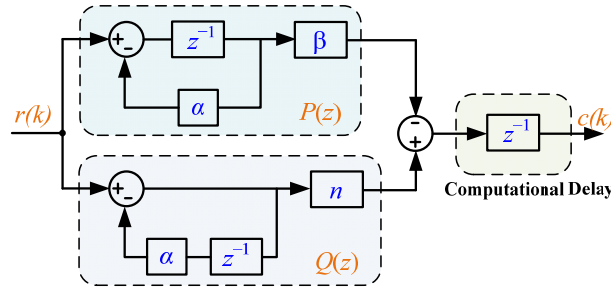 z⁻¹
β
α
P(z)
r(k)
z⁻¹
c(k)
Computational Delay
n
α
z⁻¹
Q(z)